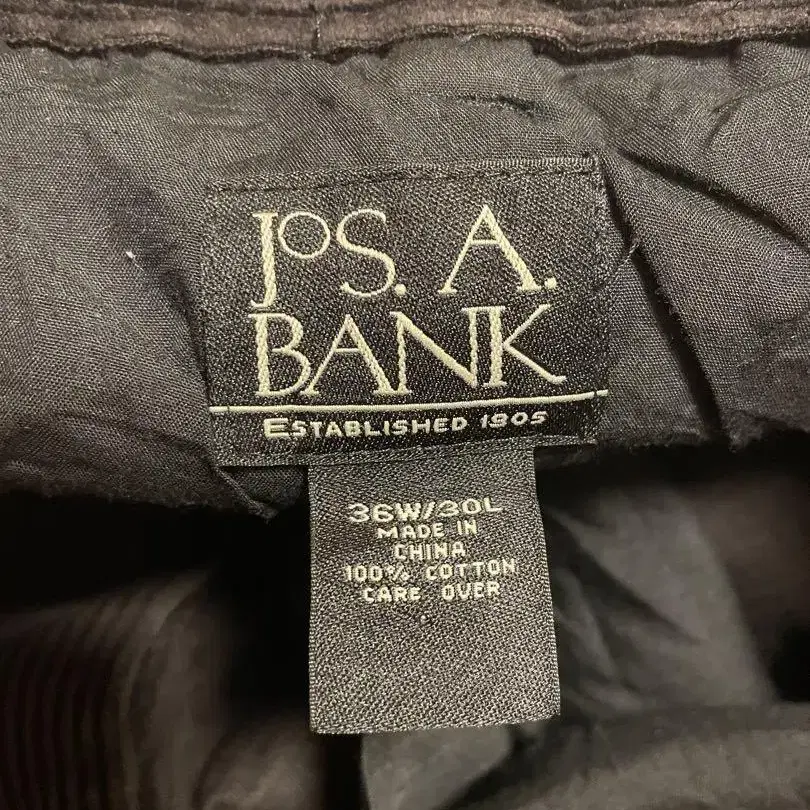 JOS. A.
BANK
ESTABLISHED 1905
36W/30L
MADE IN
CHINA
100% COTTON
CARE OVER